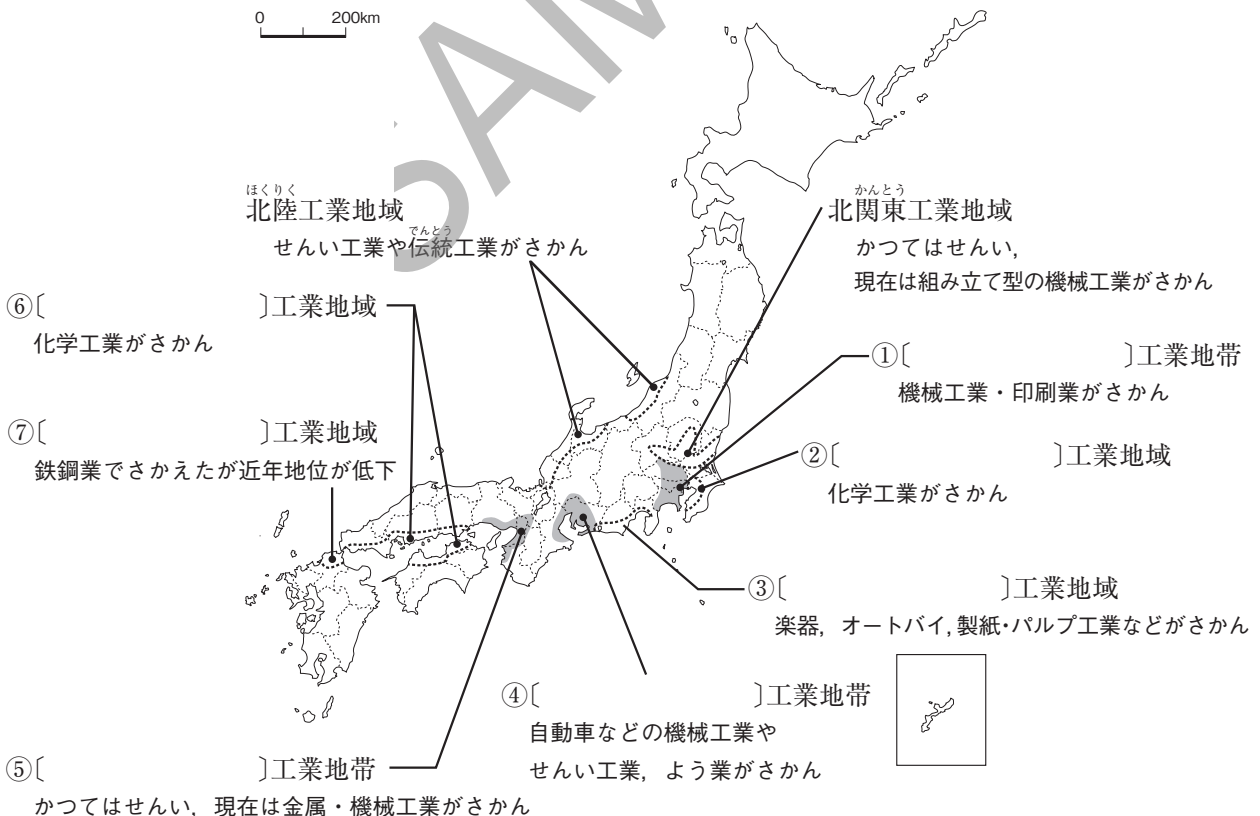 0 200km
SAM
ほくりく
北陸工業地域
でんとう
せんい工業や伝統工業がさかん
かんとう
北関東工業地域
かつてはせんい,
現在は組み立て型の機械工業がさかん
⑥〔 〕工業地域
化学工業がさかん
①〔 〕工業地帯
機械工業・印刷業がさかん
⑦〔 〕工業地域
鉄鋼業でさかえたが近年地位が低下
②〔 〕工業地域
化学工業がさかん
③〔 〕工業地域
楽器, オートバイ, 製紙・パルプ工業などがさかん
④〔 〕工業地帯
自動車などの機械工業や
せんい工業, よう業がさかん
⑤〔 〕工業地帯
かつてはせんい, 現在は金属・機械工業がさかん